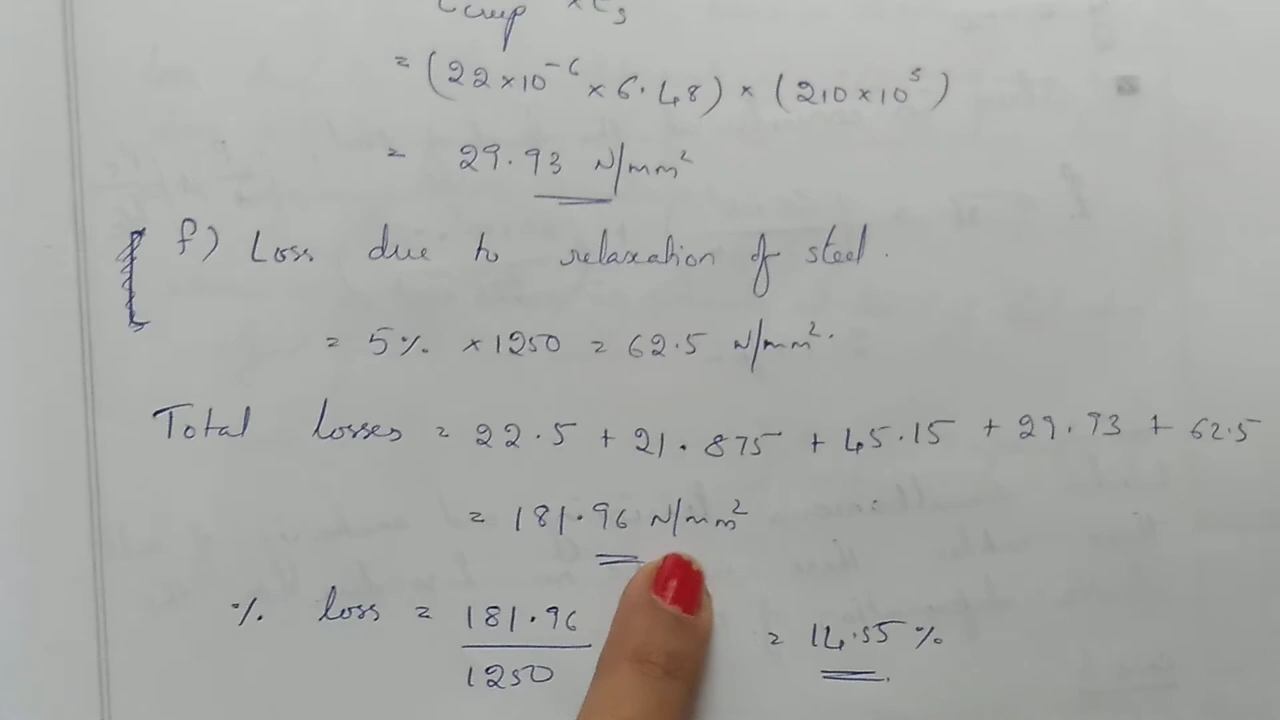 = (22×10⁻⁶ × 6.48) × (210×10³)
= 29.93 N/mm²
f) Loss due to relaxation of steel.
= 5% × 1250 = 62.5 N/mm².
Total losses = 22.5 + 21.875 + 45.15 + 29.93 + 62.5
= 181.96 N/mm²
% loss = 181.96 / 1250 = 14.55 %